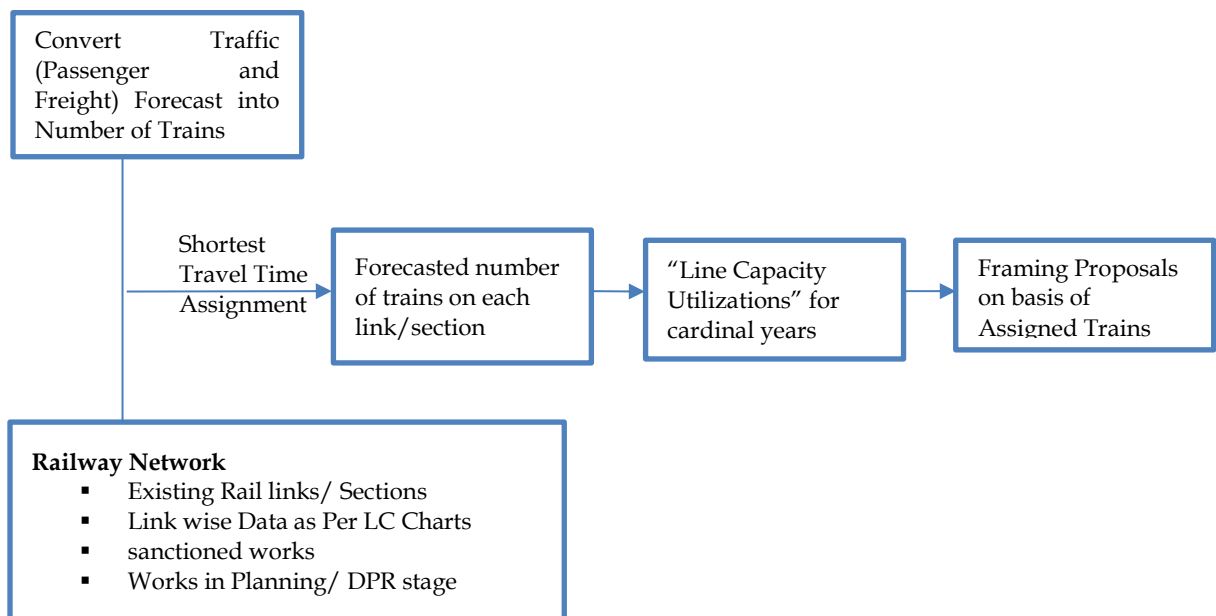 Convert Traffic
(Passenger and
Freight) Forecast into
Number of Trains
Shortest
Travel Time
Assignment
Forecasted number
of trains on each
link/section
“Line Capacity
Utilizations” for
cardinal years
Framing Proposals
on basis of
Assigned Trains
Railway Network
▪ Existing Rail links/ Sections
▪ Link wise Data as Per LC Charts
▪ sanctioned works
▪ Works in Planning/ DPR stage